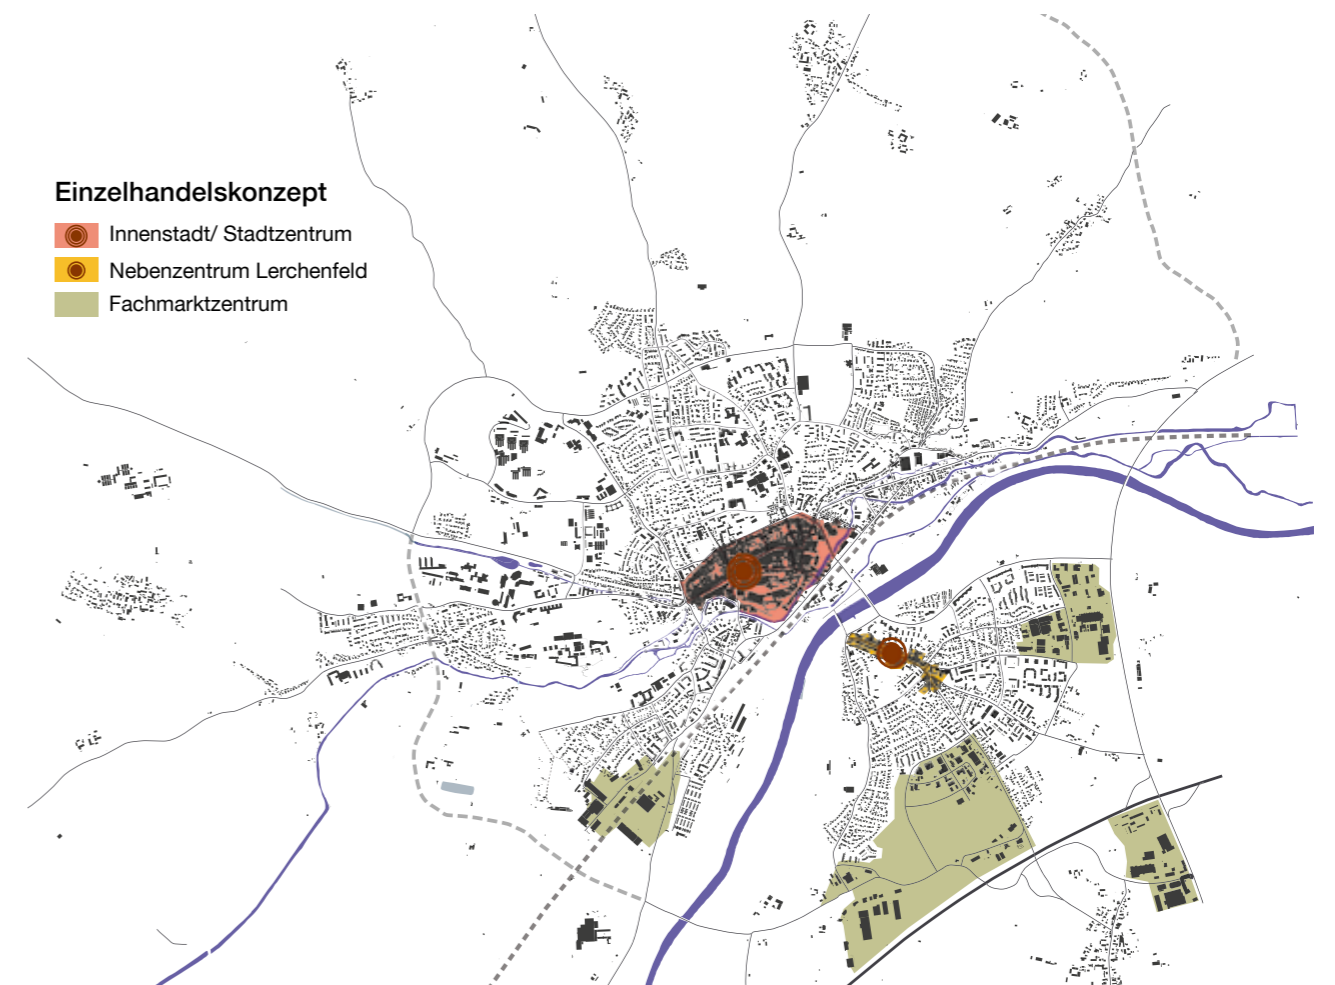 Einzelhandelskonzept
Innenstadt/ Stadtzentrum
Nebenzentrum Lerchenfeld
Fachmarktzentrum